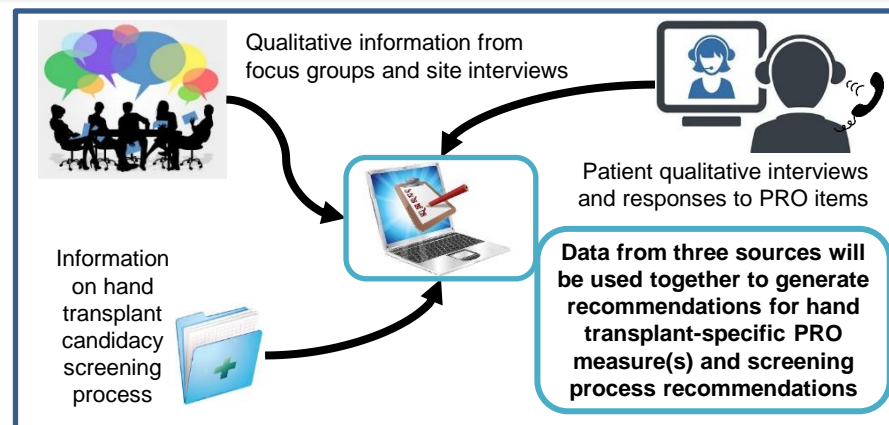 Qualitative information from
focus groups and site interviews
Patient qualitative interviews
and responses to PRO items
Information
on hand
transplant
candidacy
screening
process
Data from three sources will
be used together to generate
recommendations for hand
transplant-specific PRO
measure(s) and screening
process recommendations